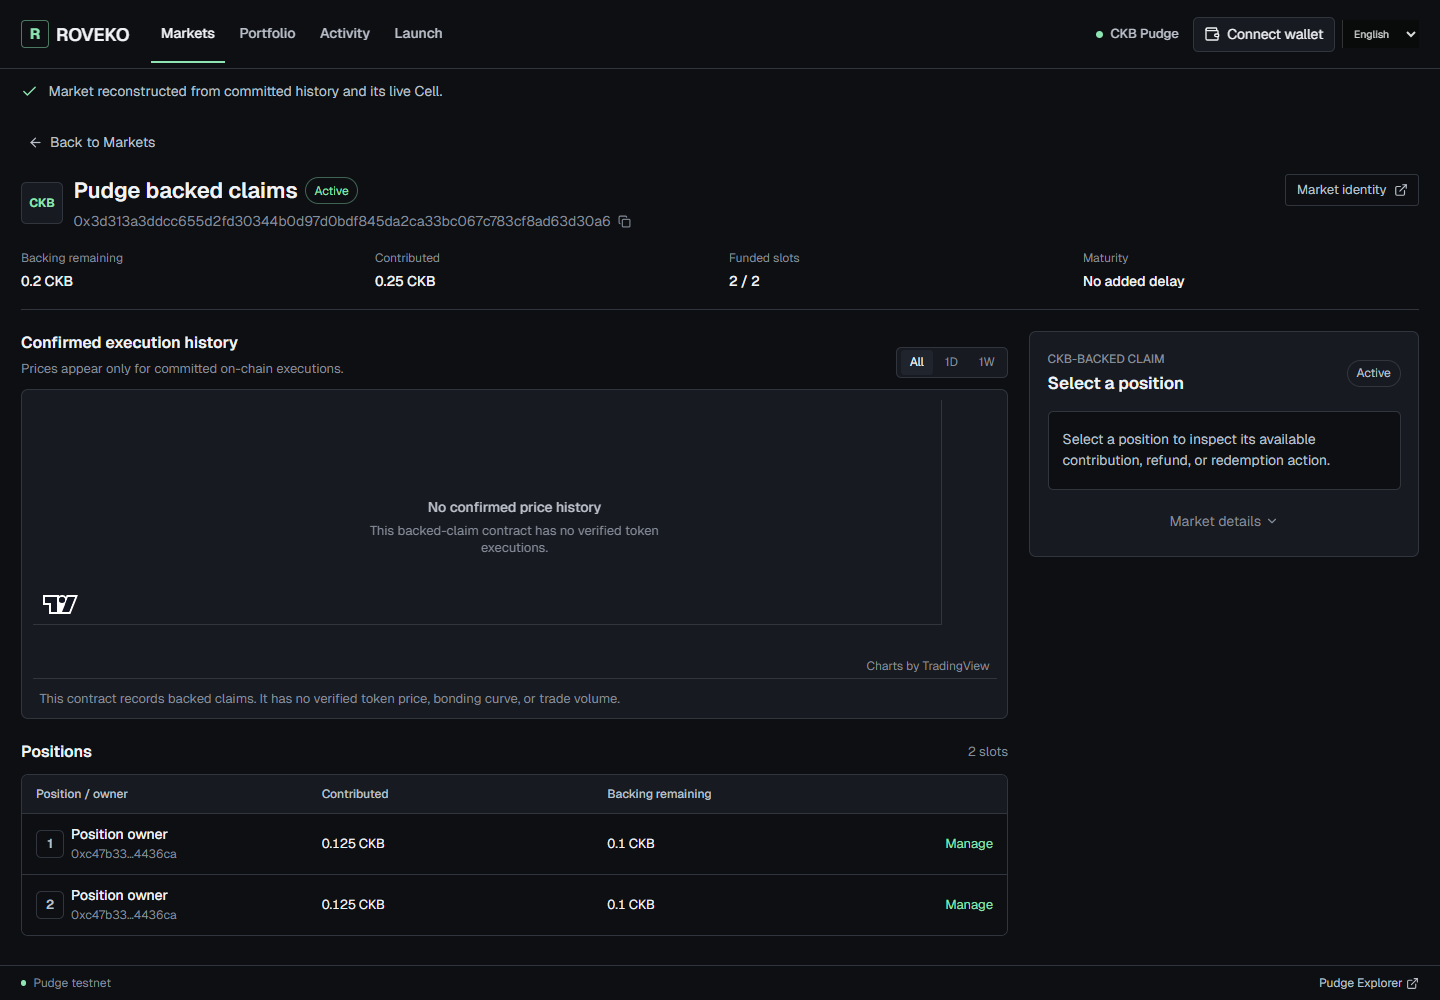 R ROVEKO Markets Portfolio Activity Launch CKB Pudge Connect wallet English
Market reconstructed from committed history and its live Cell.
Back to Markets
CKB Pudge backed claims Active Market identity
0x3d313a3ddcc655d2fd30344b0d97d0bdf845da2ca33bc067c783cf8ad63d30a6
Backing remaining Contributed Funded slots Maturity
0.2 CKB 0.25 CKB 2 / 2 No added delay
Confirmed execution history
Prices appear only for committed on-chain executions.
All 1D 1W
No confirmed price history
This backed-claim contract has no verified token
executions.
Charts by TradingView
This contract records backed claims. It has no verified token price, bonding curve, or trade volume.
CKB-BACKED CLAIM
Select a position
Active
Select a position to inspect its available
contribution, refund, or redemption action.
Market details
Positions 2 slots
Position / owner Contributed Backing remaining
1 Position owner 0.125 CKB 0.1 CKB Manage
0xc47b33…4436ca
2 Position owner 0.125 CKB 0.1 CKB Manage
0xc47b33…4436ca
Pudge testnet Pudge Explorer